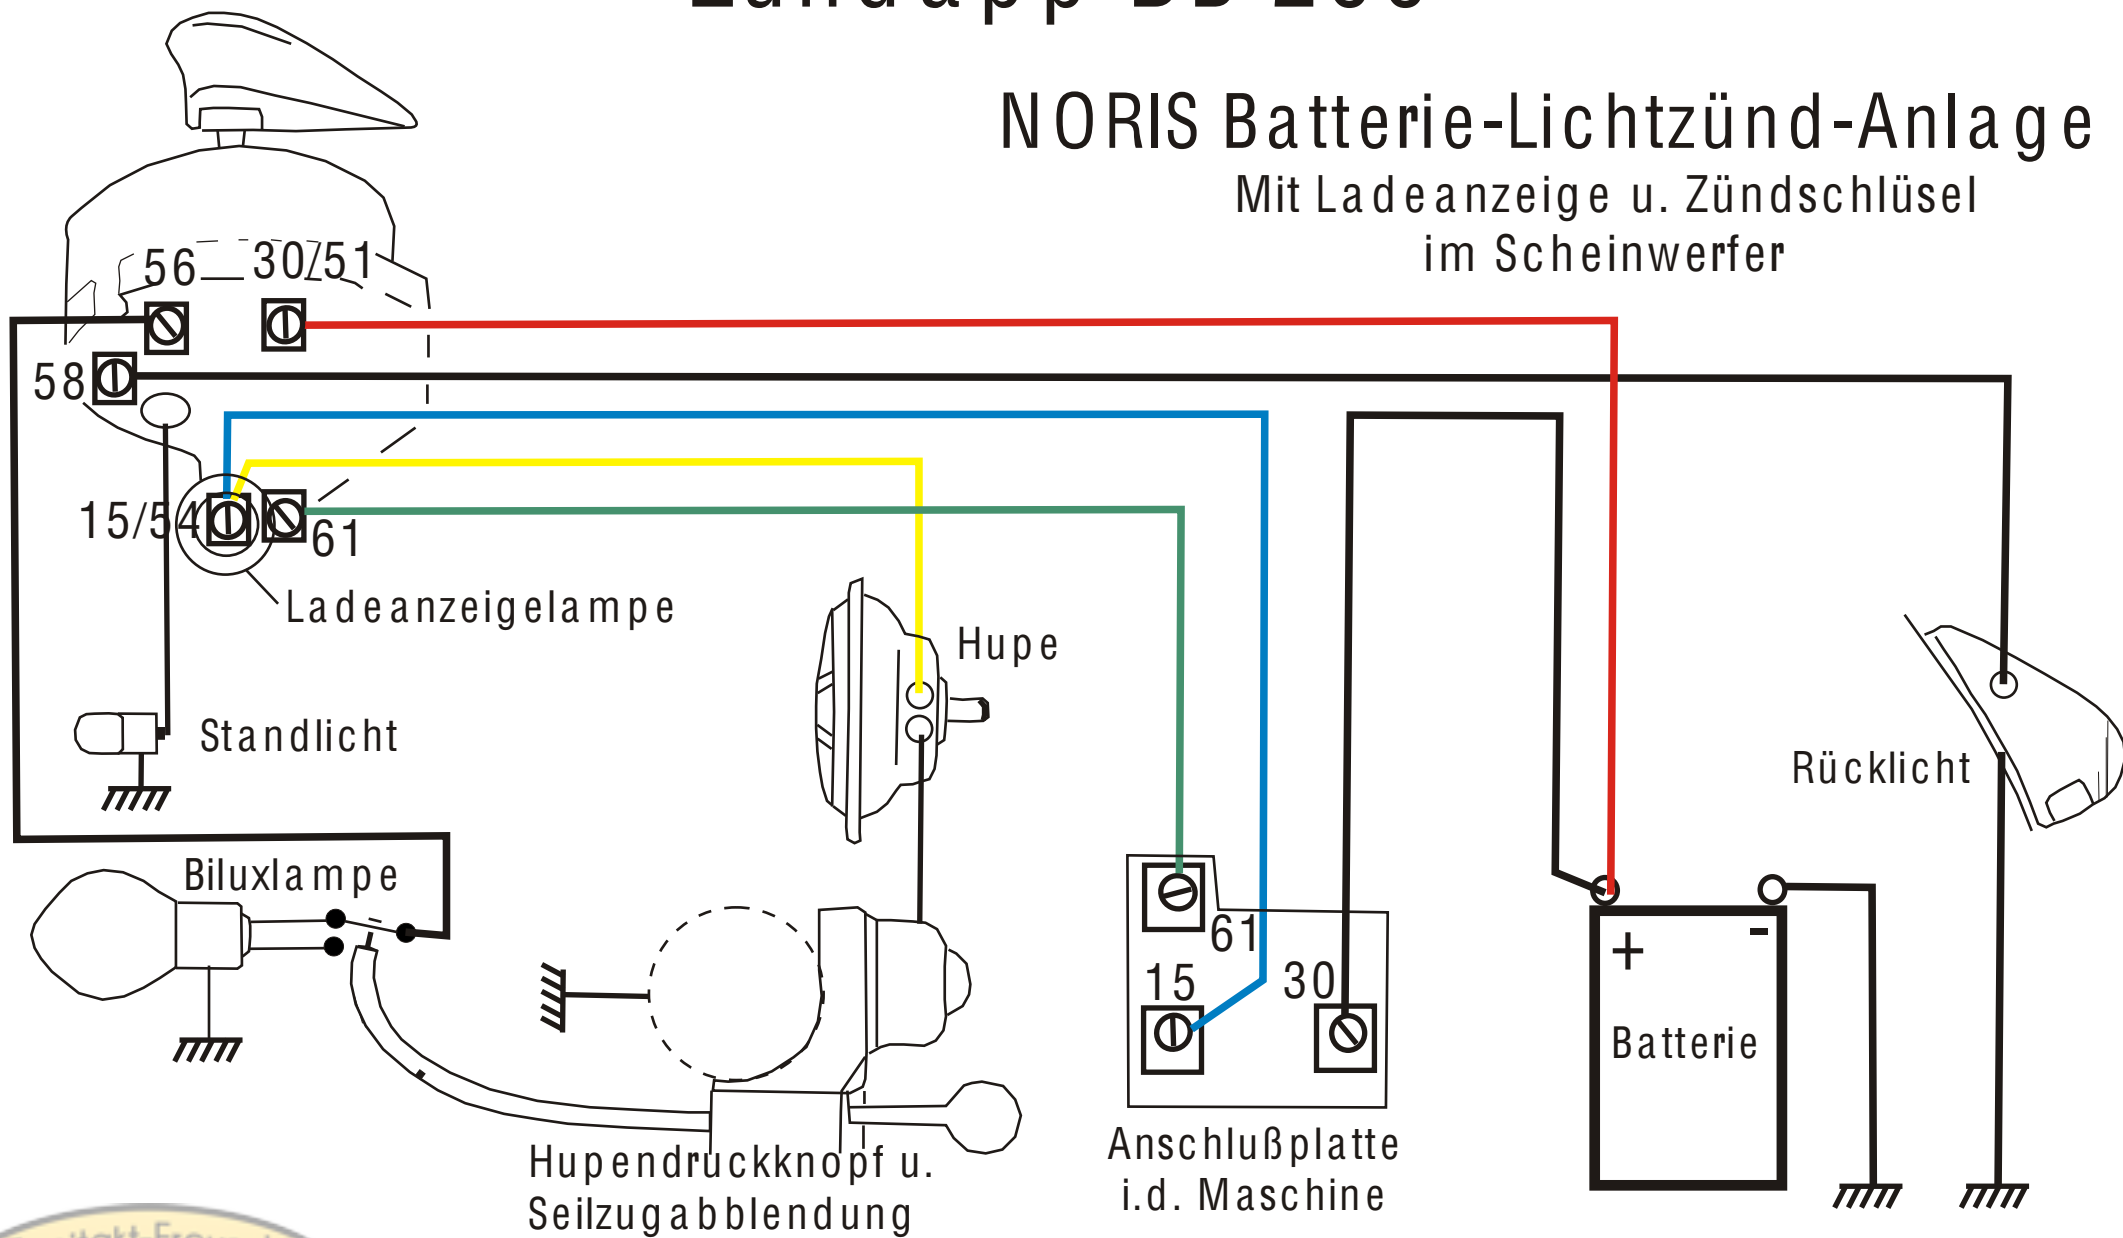 NORIS Batterie-Lichtzünd-Anlage
Mit Ladeanzeige u. Zündschlüsel
im Scheinwerfer
56
30/51
58
15/54
61
Ladeanzeigelampe
Hupe
Standlicht
Rücklicht
Biluxlampe
61
15
30
+
-
Batterie
Anschlußplatte
i.d. Maschine
Hupendruckknopf u.
Seilzugabblendung